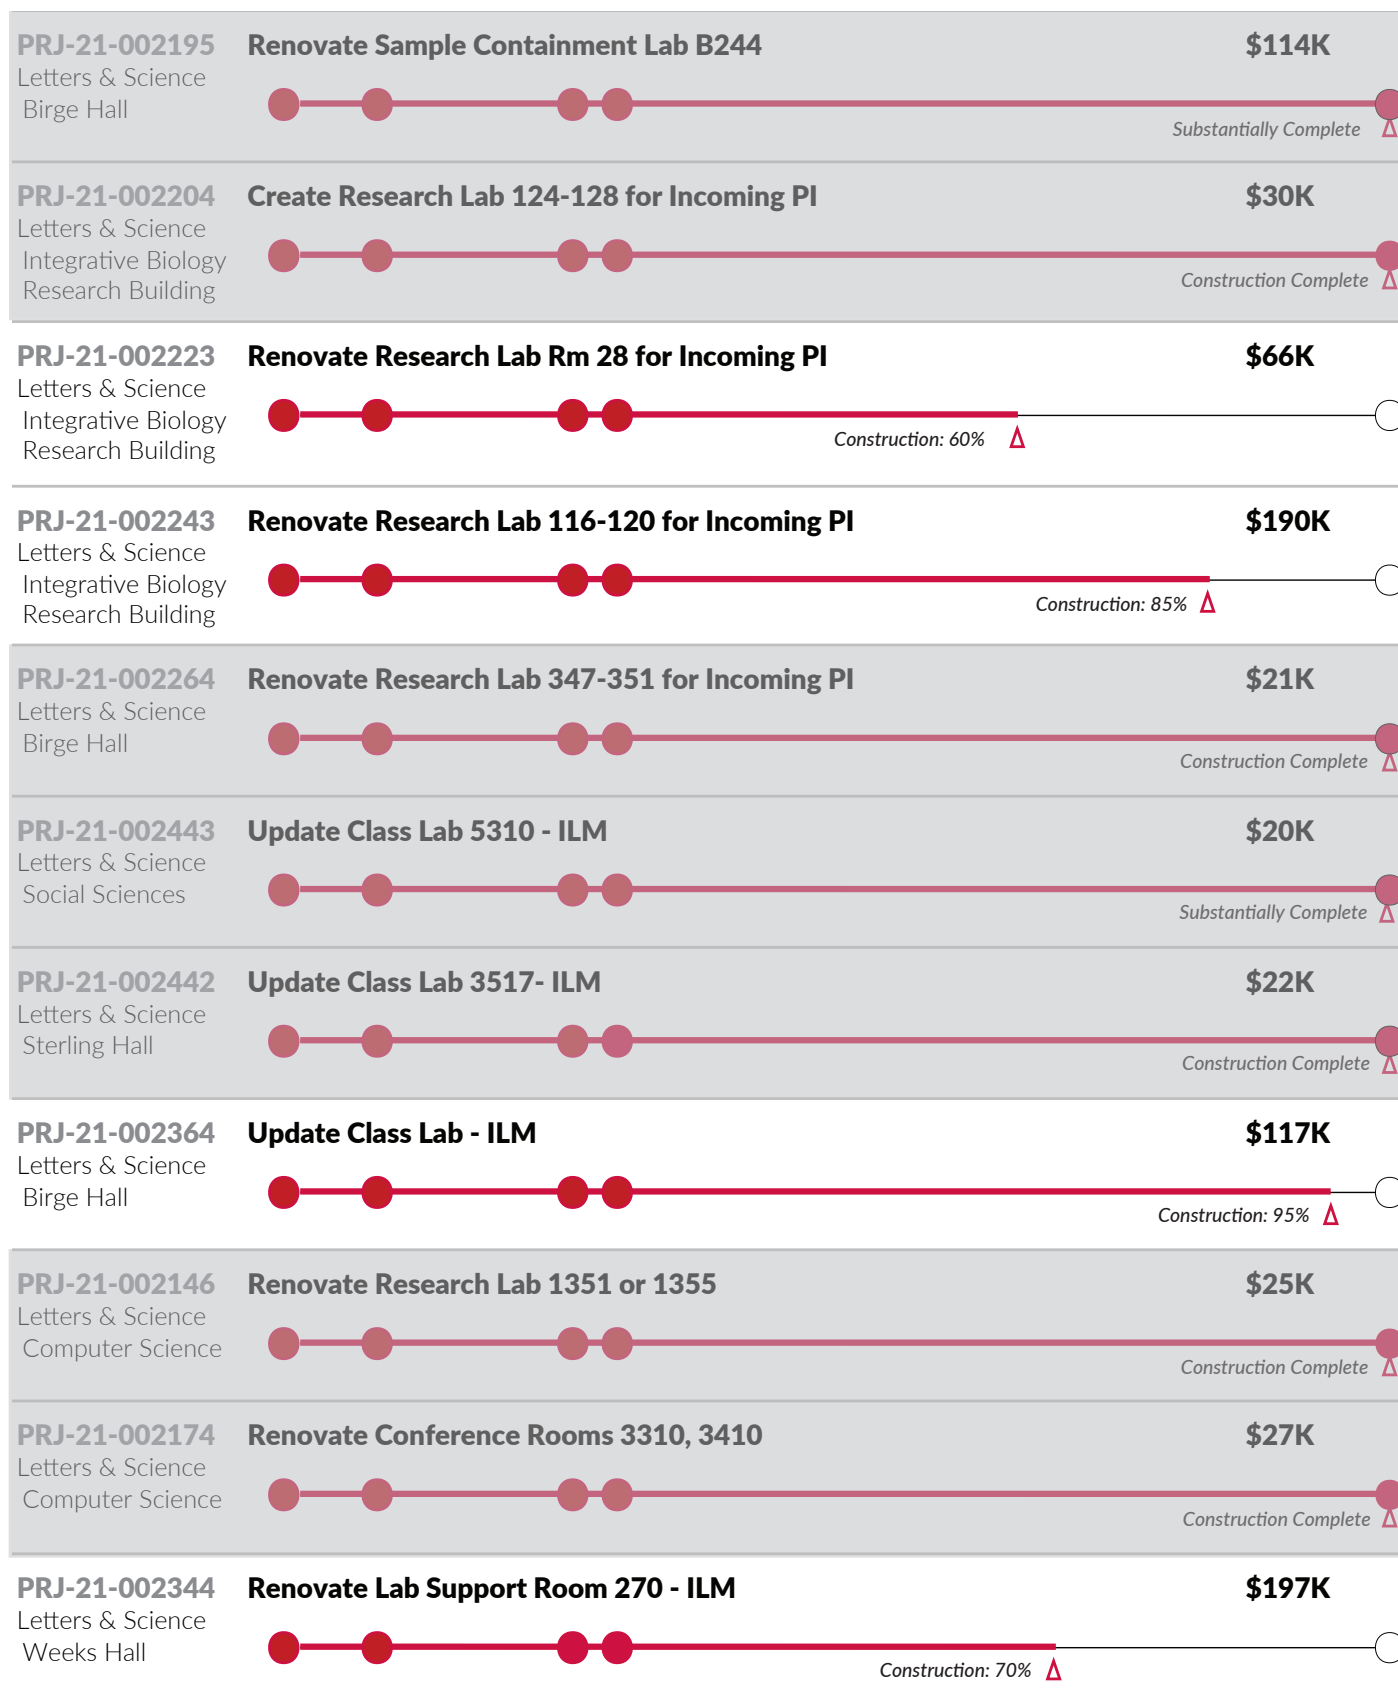 PRJ-21-002195 Renovate Sample Containment Lab B244 $114K
Letters & Science
Birge Hall
Substantially Complete
PRJ-21-002204 Create Research Lab 124-128 for Incoming PI $30K
Letters & Science
Integrative Biology
Research Building
Construction Complete
PRJ-21-002223 Renovate Research Lab Rm 28 for Incoming PI $66K
Letters & Science
Integrative Biology
Research Building
Construction: 60%
PRJ-21-002243 Renovate Research Lab 116-120 for Incoming PI $190K
Letters & Science
Integrative Biology
Research Building
Construction: 85%
PRJ-21-002264 Renovate Research Lab 347-351 for Incoming PI $21K
Letters & Science
Birge Hall
Construction Complete
PRJ-21-002443 Update Class Lab 5310 - ILM $20K
Letters & Science
Social Sciences
Substantially Complete
PRJ-21-002442 Update Class Lab 3517- ILM $22K
Letters & Science
Sterling Hall
Construction Complete
PRJ-21-002364 Update Class Lab - ILM $117K
Letters & Science
Birge Hall
Construction: 95%
PRJ-21-002146 Renovate Research Lab 1351 or 1355 $25K
Letters & Science
Computer Science
Construction Complete
PRJ-21-002174 Renovate Conference Rooms 3310, 3410 $27K
Letters & Science
Computer Science
Construction Complete
PRJ-21-002344 Renovate Lab Support Room 270 - ILM $197K
Letters & Science
Weeks Hall
Construction: 70%